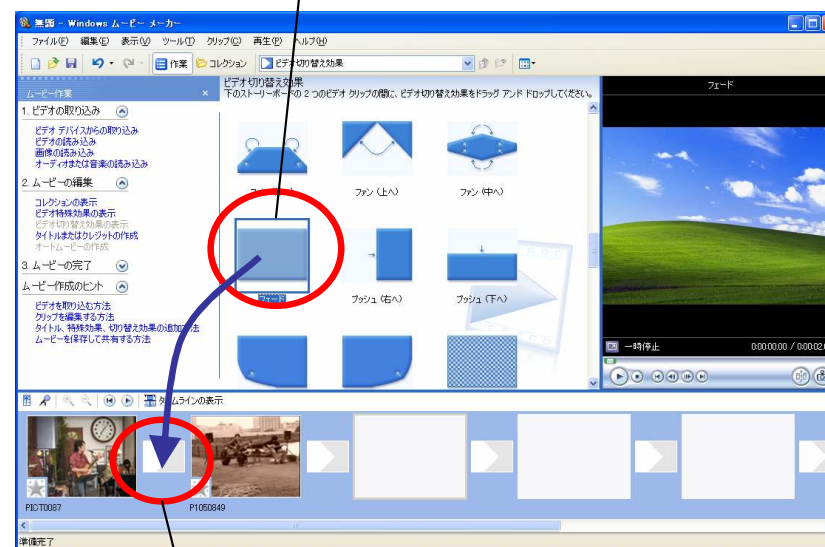 無題 - Windows ムービー メーカー
ファイル(F) 編集(E) 表示(V) ツール(T) クリップ(C) 再生(P) ヘルプ(H)
作業 コレクション ビデオ切り替え効果
ムービー作業 ×
1. ビデオの取り込み
ビデオ デバイスからの取り込み
ビデオの読み込み
画像の読み込み
オーディオまたは音楽の読み込み
2. ムービーの編集
コレクションの表示
ビデオ特殊効果の表示
ビデオ切り替え効果の表示
タイトルまたはクレジットの作成
オートムービーの作成
3. ムービーの完了
ムービー作成のヒント
ビデオを取り込む方法
クリップを編集する方法
タイトル、特殊効果、切り替え効果の追加方法
ムービーを保存して共有する方法
ビデオ切り替え効果
下のストーリーボードの 2 つのビデオ クリップの間に、ビデオ切り替え効果をドラッグ アンド ドロップしてください。
ファン (上へ)
ファン (中へ)
フェード
プッシュ (右へ)
プッシュ (下へ)
フェード
一時停止
0:00:00.00 / 0:00:02.0
タイムラインの表示
PICT0087
P1050849
準備完了